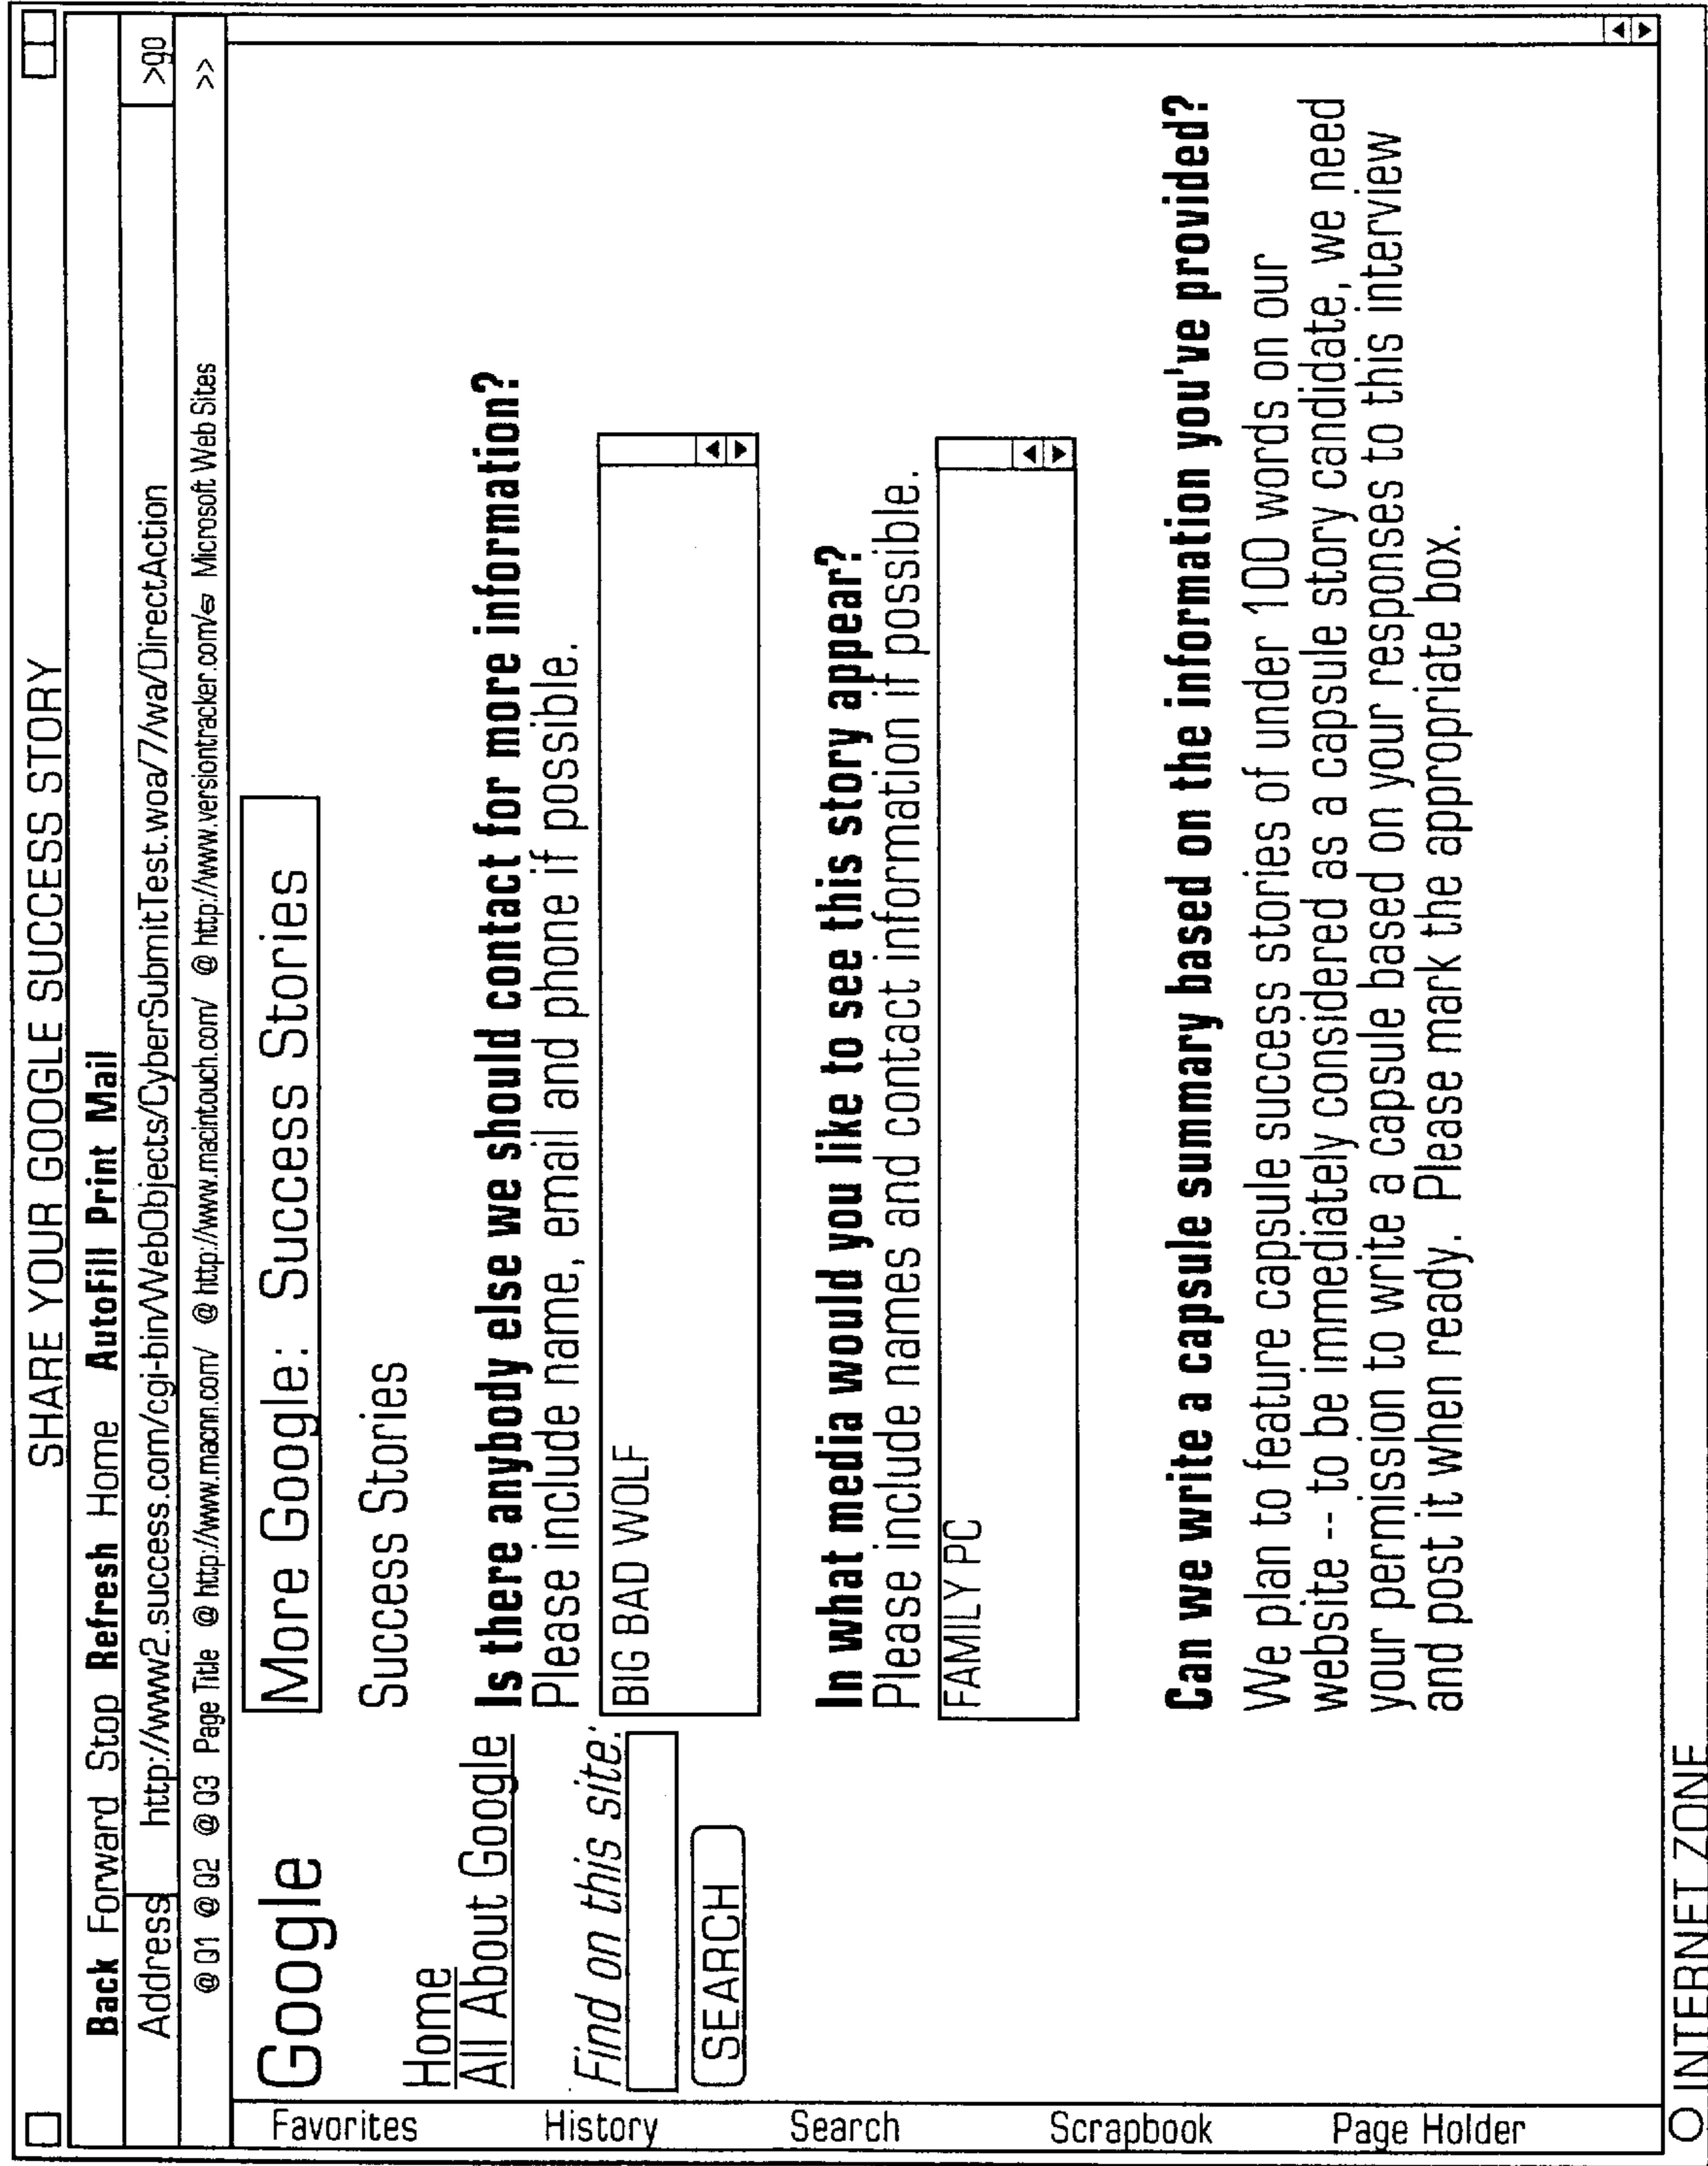 SHARE YOUR GOOGLE SUCCESS STORY
Back Forward Stop Refresh Home AutoFill Print Mail
Address http://www2.success.com/cgi-bin/WebObjects/CyberSubmitTest.woa/7/wa/DirectAction >go
@ Q1 @ Q2 @ Q3 Page Title @ http://www.macnn.com/ @ http://www.macintouch.com/ @ http://www.versiontracker.com/ Microsoft Web Sites >>
Favorites
History
Search
Scrapbook
Page Holder
Google
Home
All About Google
Find on this site:
SEARCH
More Google: Success Stories
Success Stories
Is there anybody else we should contact for more information?
Please include name, email and phone if possible.
BIG BAD WOLF
In what media would you like to see this story appear?
Please include names and contact information if possible.
FAMILY PC
Can we write a capsule summary based on the information you've provided?
We plan to feature capsule success stories of under 100 words on our
website -- to be immediately considered as a capsule story candidate, we need
your permission to write a capsule based on your responses to this interview
and post it when ready. Please mark the appropriate box.
INTERNET ZONE